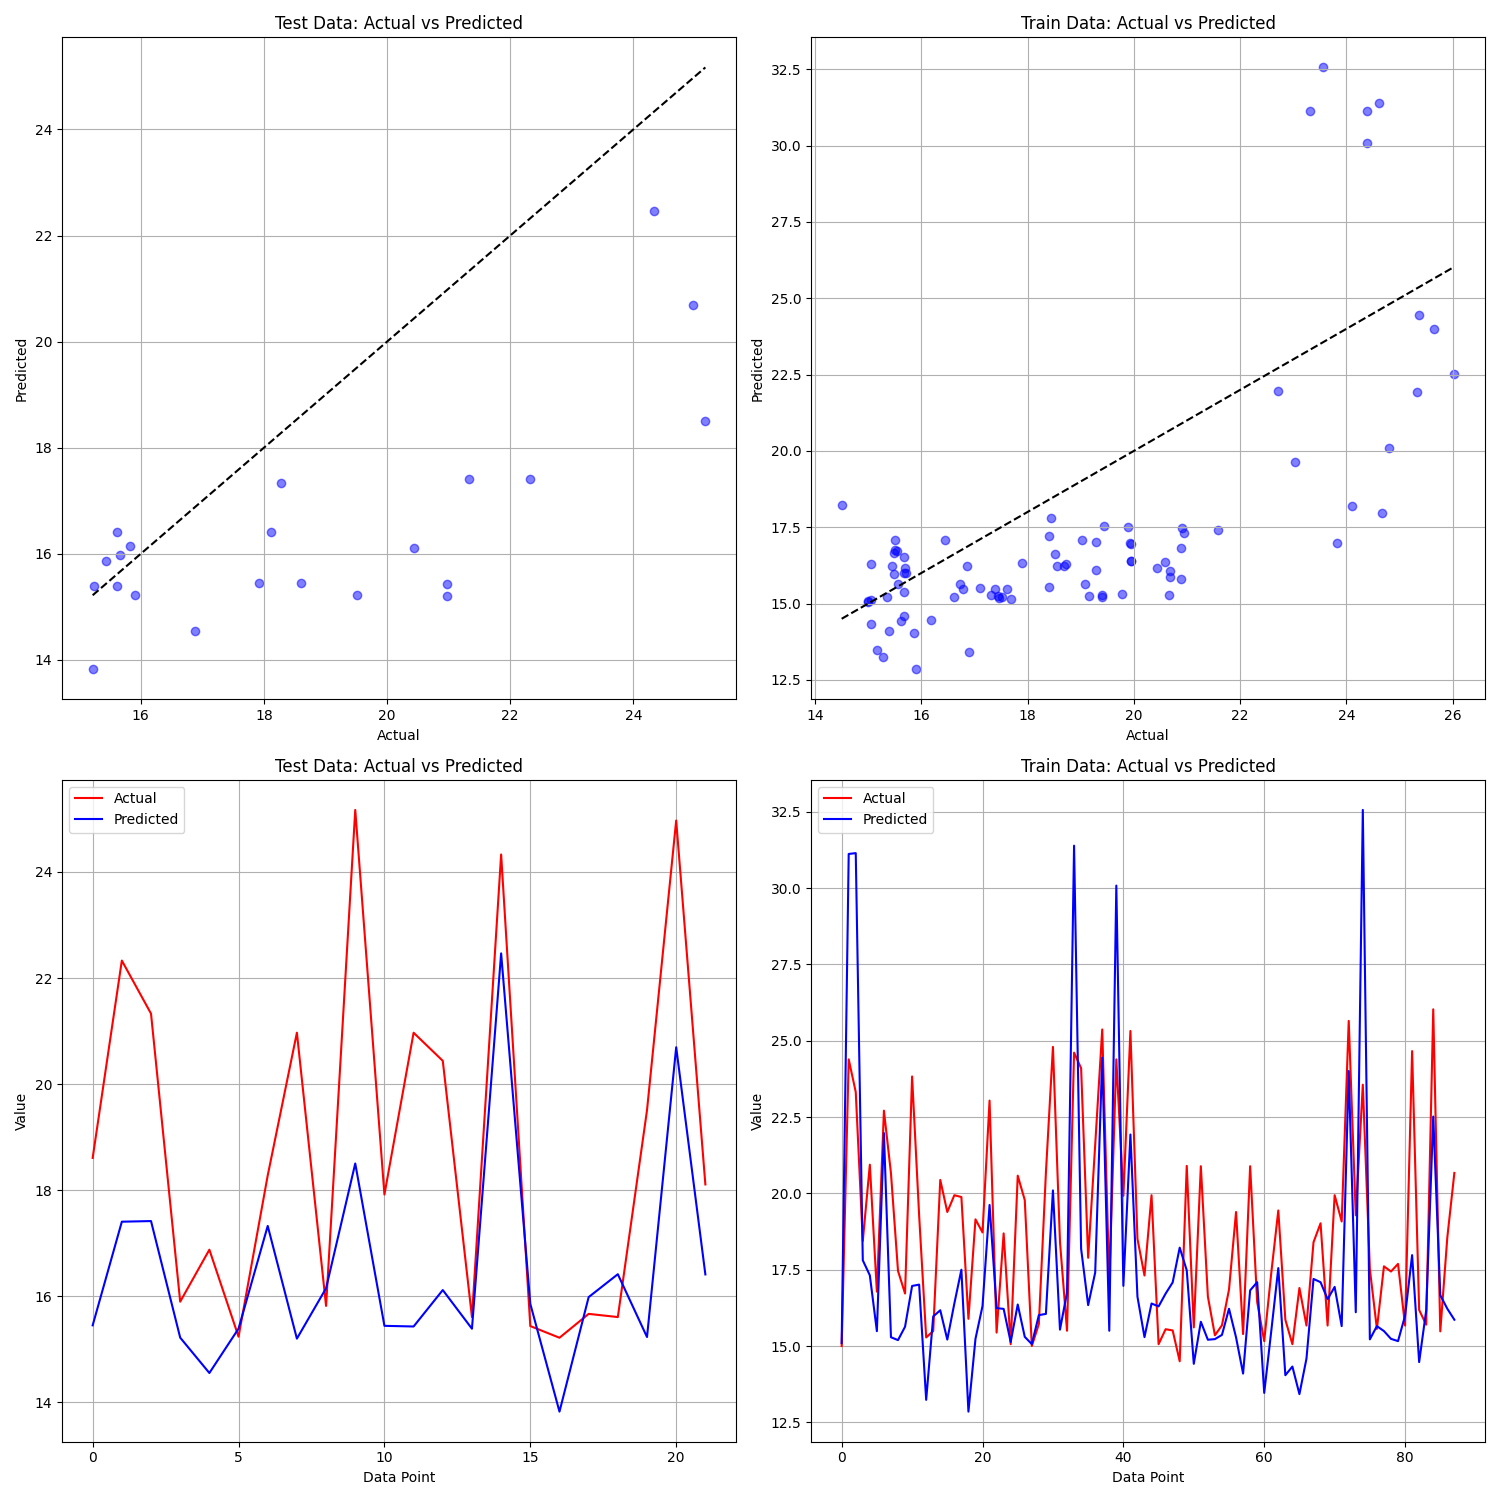 Test Data: Actual vs Predicted
Predicted
24
22
20
18
16
14
16 18 20 22 24
Actual
Train Data: Actual vs Predicted
Predicted
32.5
30.0
27.5
25.0
22.5
20.0
17.5
15.0
12.5
14 16 18 20 22 24 26
Actual
Test Data: Actual vs Predicted
Actual
Predicted
Value
24
22
20
18
16
14
0 5 10 15 20
Data Point
Train Data: Actual vs Predicted
Actual
Predicted
Value
32.5
30.0
27.5
25.0
22.5
20.0
17.5
15.0
12.5
0 20 40 60 80
Data Point